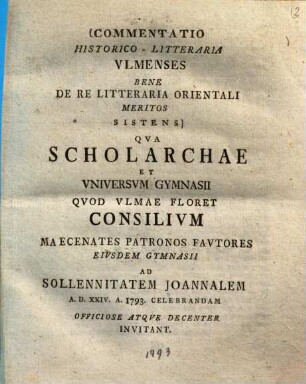 [COMMENTATIO
HISTORICO - LITTERARIA
VLMENSES
BENE
DE RE LITTERARIA ORIENTALI
MERITOS
SISTENS]
QVA
SCHOLARCHAE
ET
VNIVERSVM GYMNASII
QVOD VLMAE FLORET
CONSILIVM
MAECENATES PATRONOS FAVTORES
EIVSDEM GYMNASII
AD
SOLLENNITATEM JOANNALEM
A. D. XXIV. A. 1793. CELEBRANDAM
OFFICIOSE ATQVE DECENTER
INVITANT.
1793